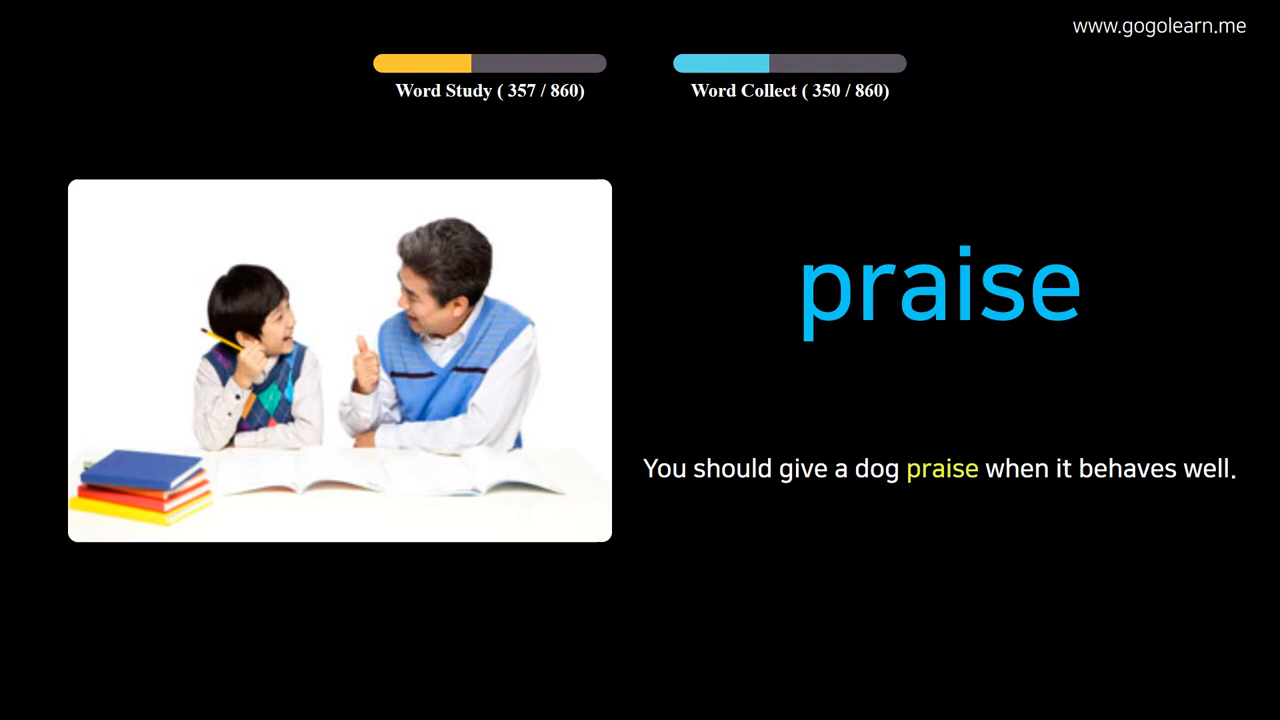 www.gogolearn.me
Word Study ( 357 / 860)
Word Collect ( 350 / 860)
praise
You should give a dog praise when it behaves well.